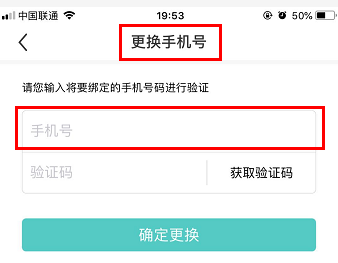 中国联通 19:53 50%
更换手机号
请您输入将要绑定的手机号码进行验证
手机号
验证码 获取验证码
确定更换